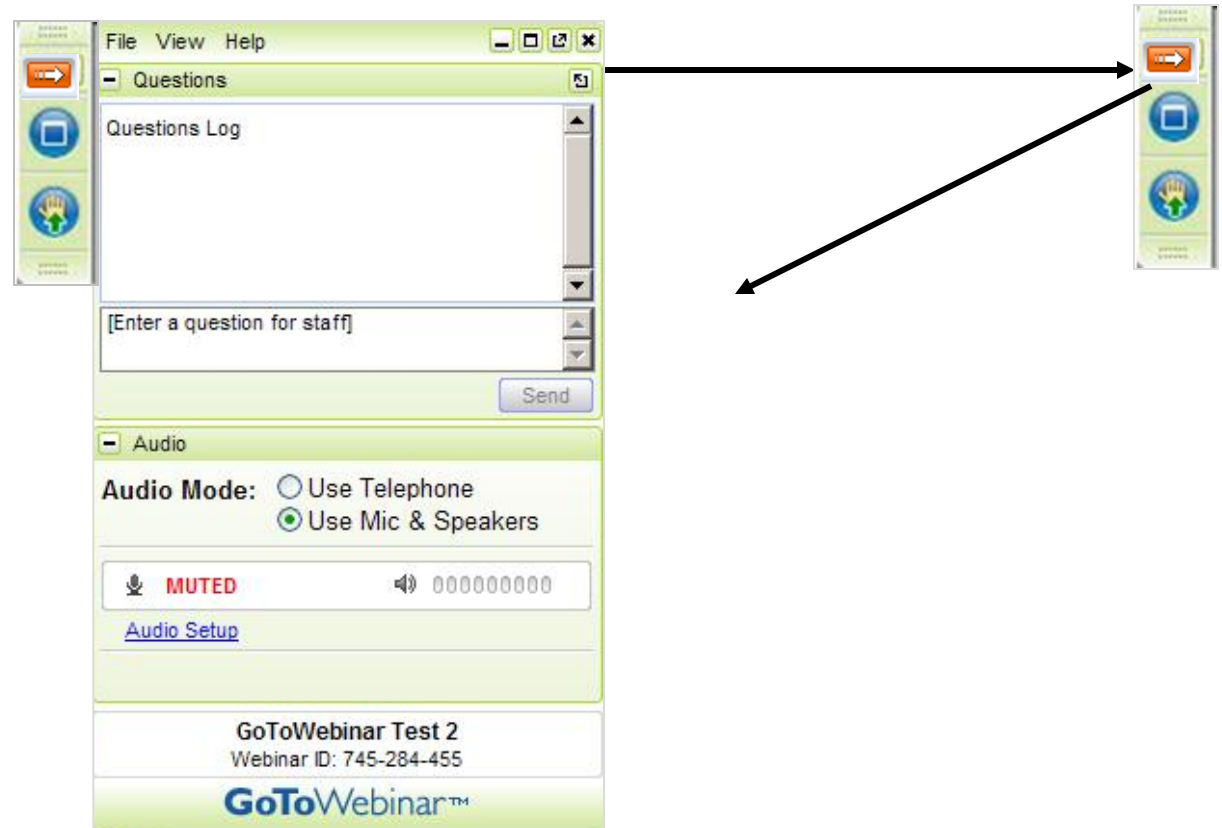 File View Help
Questions
Questions Log
[Enter a question for staff]
Send
Audio
Audio Mode: Use Telephone
Use Mic & Speakers
MUTED 000000000
Audio Setup
GoToWebinar Test 2
Webinar ID: 745-284-455
GoToWebinar™